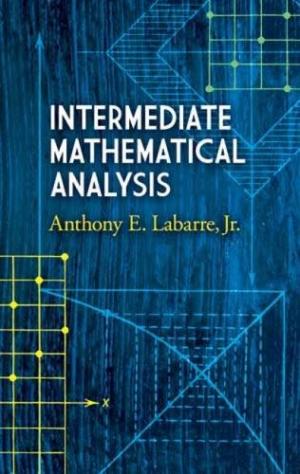 INTERMEDIATE
MATHEMATICAL
ANALYSIS
Anthony E. Labarre, Jr.
x